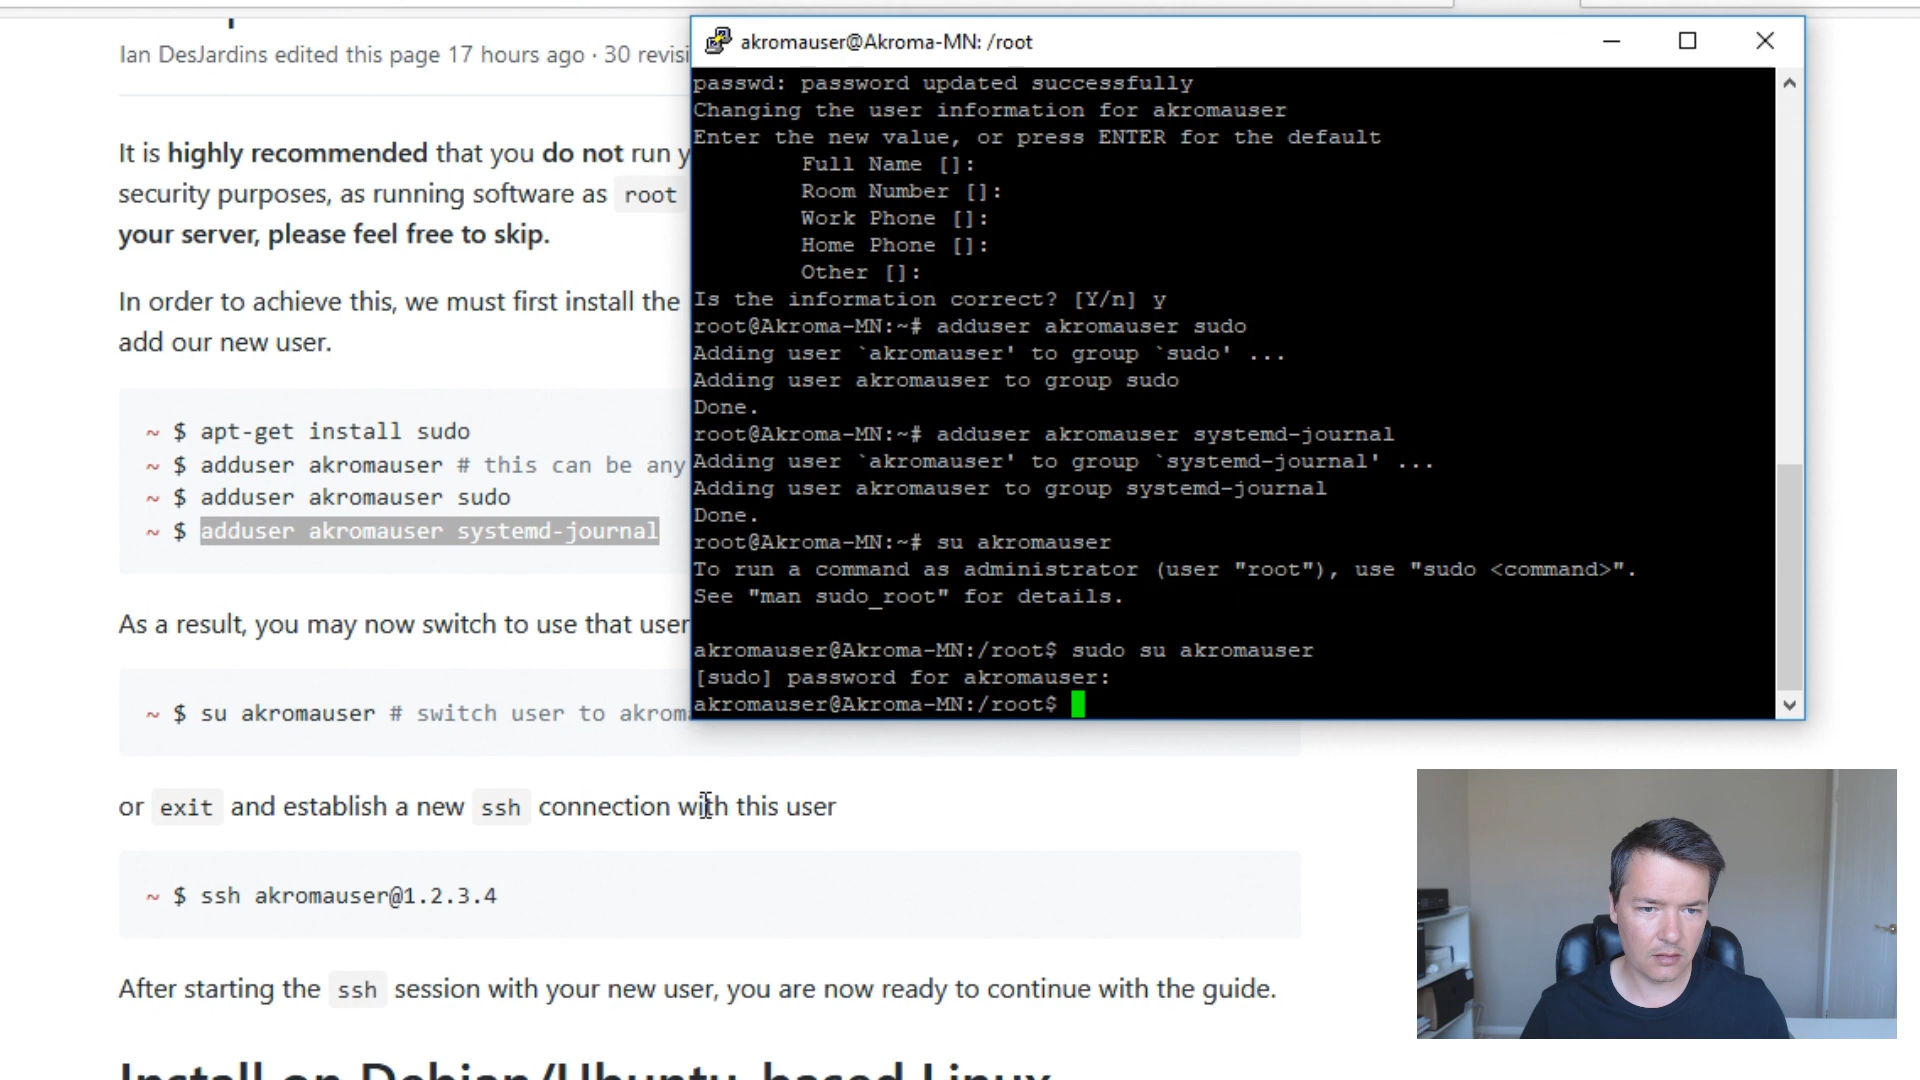 Ian DesJardins edited this page 17 hours ago · 30 revisi
It is highly recommended that you do not run y
security purposes, as running software as root
your server, please feel free to skip.
In order to achieve this, we must first install the
add our new user.
~ $ apt-get install sudo
~ $ adduser akromauser # this can be any
~ $ adduser akromauser sudo
~ $ adduser akromauser systemd-journal
As a result, you may now switch to use that user
~ $ su akromauser # switch user to akroma
or exit and establish a new ssh connection with this user
~ $ ssh akromauser@1.2.3.4
After starting the ssh session with your new user, you are now ready to continue with the guide.
Install on Debian/Ubuntu-based Linux
akromauser@Akroma-MN: /root
passwd: password updated successfully
Changing the user information for akromauser
Enter the new value, or press ENTER for the default
Full Name []:
Room Number []:
Work Phone []:
Home Phone []:
Other []:
Is the information correct? [Y/n] y
root@Akroma-MN:~# adduser akromauser sudo
Adding user `akromauser' to group `sudo' ...
Adding user akromauser to group sudo
Done.
root@Akroma-MN:~# adduser akromauser systemd-journal
Adding user `akromauser' to group `systemd-journal' ...
Adding user akromauser to group systemd-journal
Done.
root@Akroma-MN:~# su akromauser
To run a command as administrator (user "root"), use "sudo <command>".
See "man sudo_root" for details.
akromauser@Akroma-MN:/root$ sudo su akromauser
[sudo] password for akromauser:
akromauser@Akroma-MN:/root$